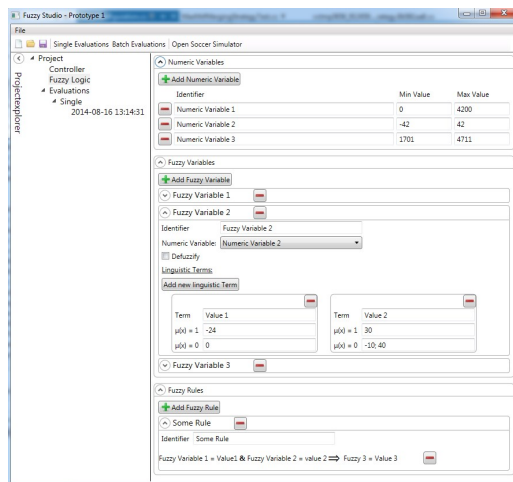 Fuzzy Studio - Prototype 1
File
Single Evaluations Batch Evaluations Open Soccer Simulator
Projectexplorer
Project
Controller
Fuzzy Logic
Evaluations
Single
2014-08-16 13:14:31
Numeric Variables
Add Numeric Variable
Identifier Min Value Max Value
Numeric Variable 1 0 4200
Numeric Variable 2 -42 42
Numeric Variable 3 1701 4711
Fuzzy Variables
Add Fuzzy Variable
Fuzzy Variable 1
Fuzzy Variable 2
Identifier Fuzzy Variable 2
Numeric Variable: Numeric Variable 2
Defuzzify
Linguistic Terms:
Add new linguistic Term
Term Value 1
μ(x) = 1 -24
μ(x) = 0 0
Term Value 2
μ(x) = 1 30
μ(x) = 0 -10; 40
Fuzzy Variable 3
Fuzzy Rules
Add Fuzzy Rule
Some Rule
Identifier Some Rule
Fuzzy Variable 1 = Value1 & Fuzzy Variable 2 = value 2 ⟹ Fuzzy 3 = Value 3